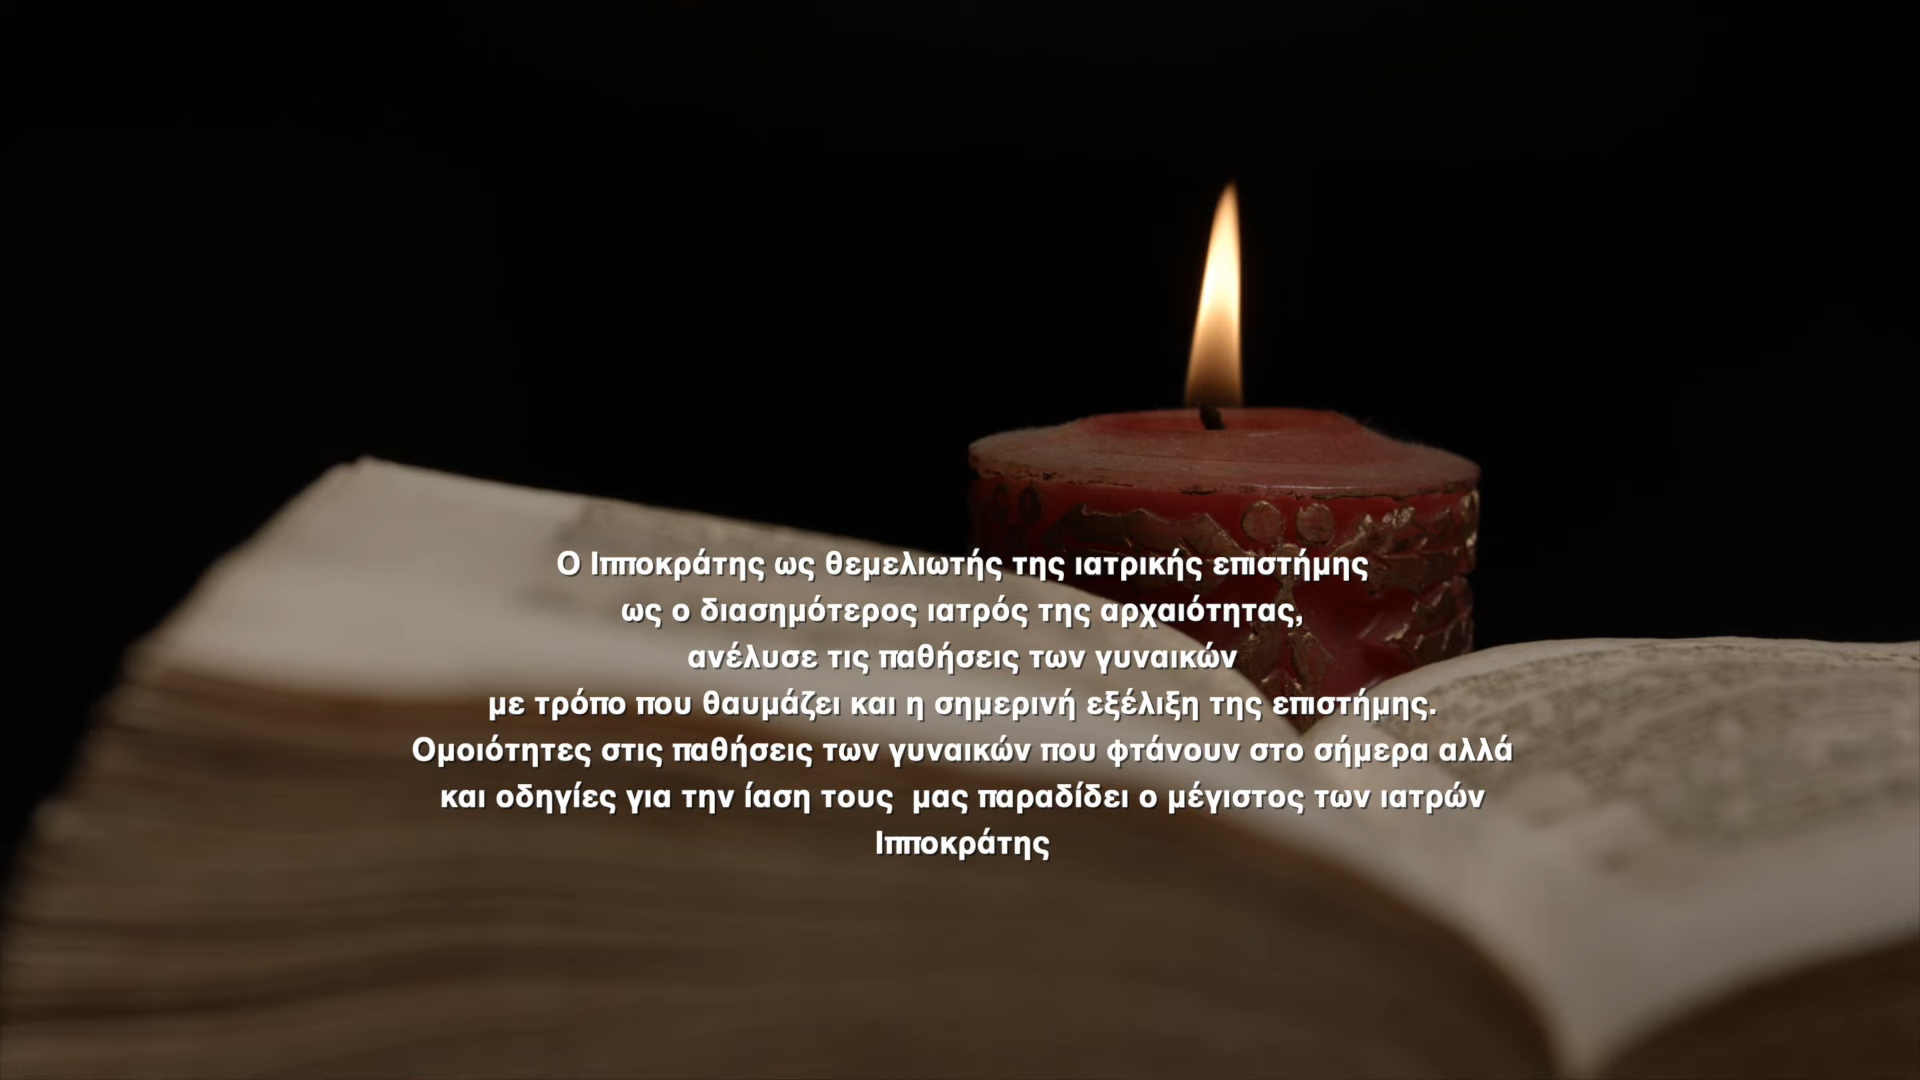 Ο Ιπποκράτης ως θεμελιωτής της ιατρικής επιστήμης
ως ο διασημότερος ιατρός της αρχαιότητας,
ανέλυσε τις παθήσεις των γυναικών
με τρόπο που θαυμάζει και η σημερινή εξέλιξη της επιστήμης.
Ομοιότητες στις παθήσεις των γυναικών που φτάνουν στο σήμερα αλλά
και οδηγίες για την ίαση τους  μας παραδίδει ο μέγιστος των ιατρών
Ιπποκράτης